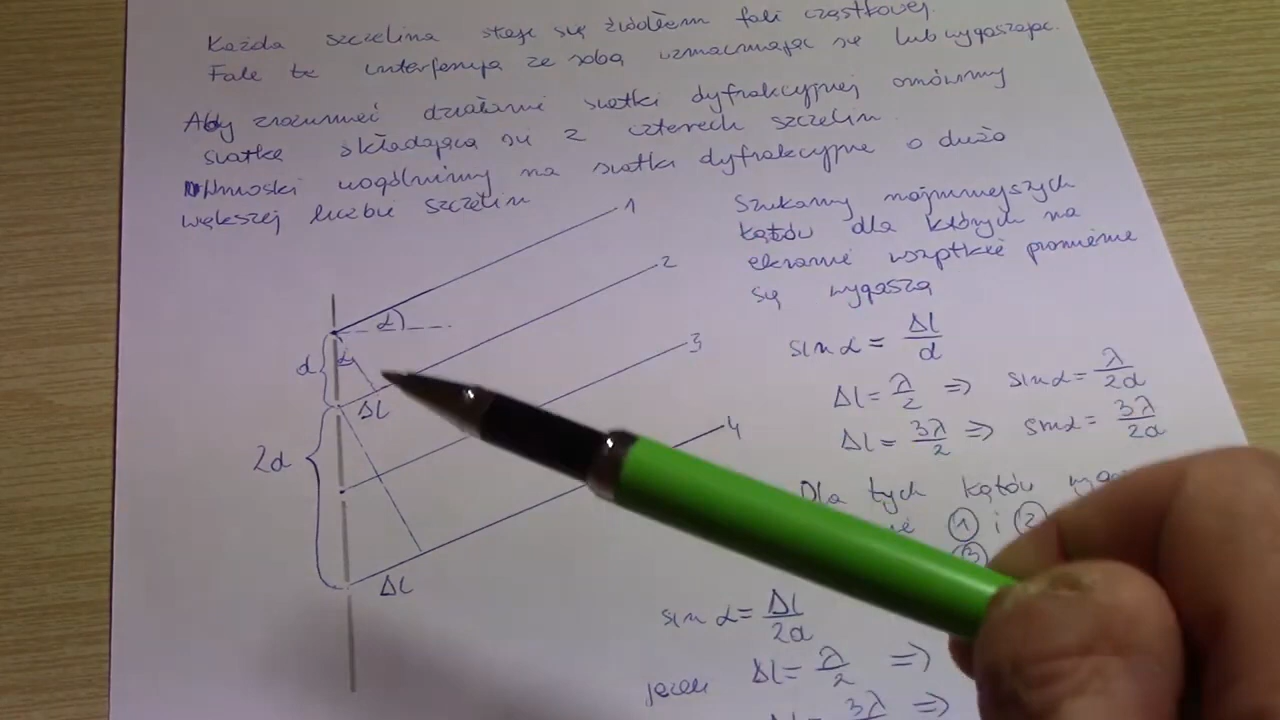 Każda szczelina staje się źródłem fali cząstkowej.
Fale te interferują ze sobą wzmacniając się lub wygaszając.
Aby zrozumieć działanie siatki dyfrakcyjnej omówimy
siatkę składającą się z czterech szczelin
Wnioski uogólnimy na siatki dyfrakcyjne o dużo
większej liczbie szczelin
Szukamy najmniejszych
kątów dla których na
ekranie wszystkie promienie
się wygaszą
1
2
3
4
α
d
α
Δl
2d
Δl
sin α = Δl/d
Δl = λ/2 => sin α = λ/2d
Δl = 3λ/2 => sin α = 3λ/2d
Dla tych kątów
① i ②
③
sin α = Δl/2d
Δl = λ/2 =>
3λ/2 =>